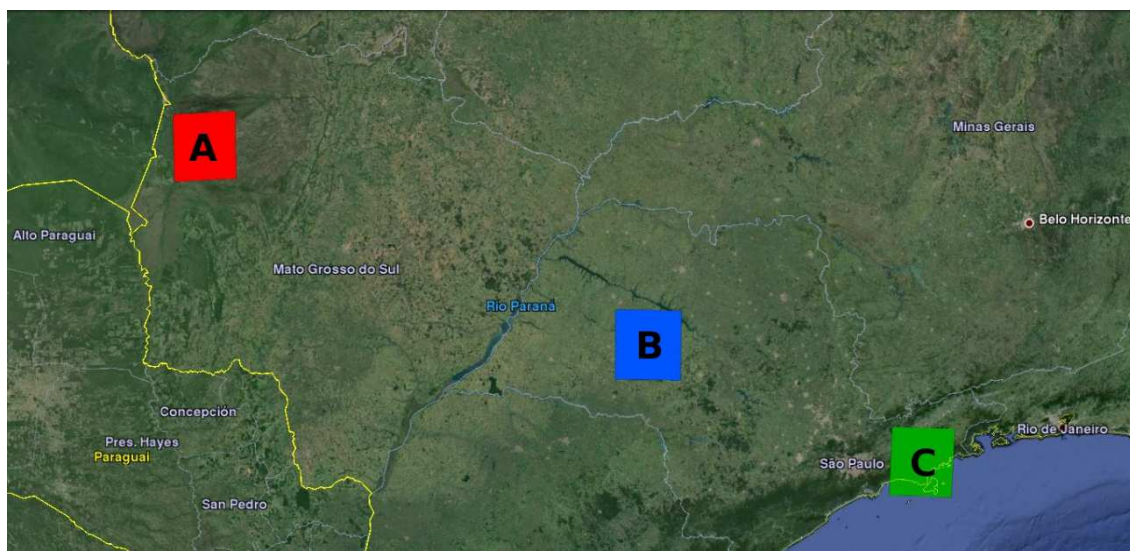 Minas Gerais
A
Belo Horizonte
Alto Paraguai
Mato Grosso do Sul
Rio Paraná
B
Concepción
Rio de Janeiro
Pres. Hayes
Paraguai
São Paulo
C
San Pedro